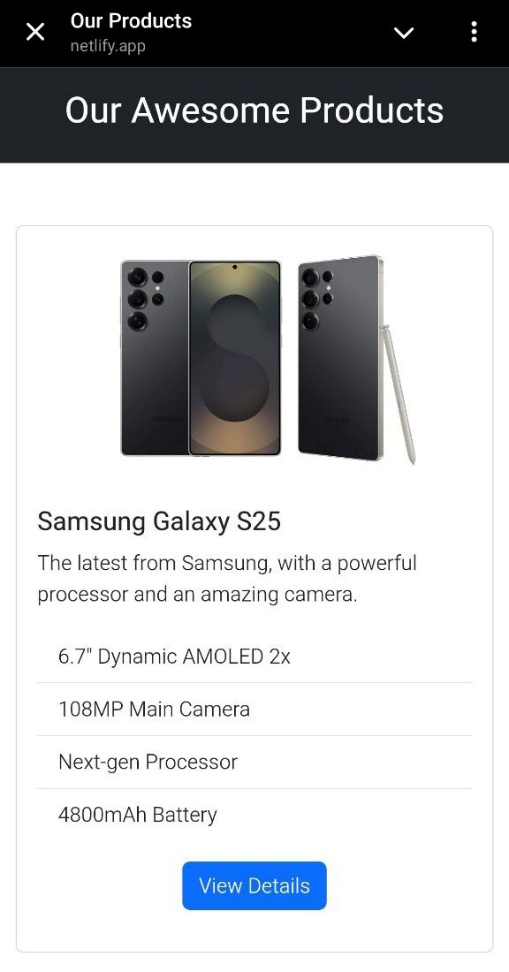 Our Products
netlify.app
Our Awesome Products
Samsung Galaxy S25
The latest from Samsung, with a powerful
processor and an amazing camera.
6.7" Dynamic AMOLED 2x
108MP Main Camera
Next-gen Processor
4800mAh Battery
View Details